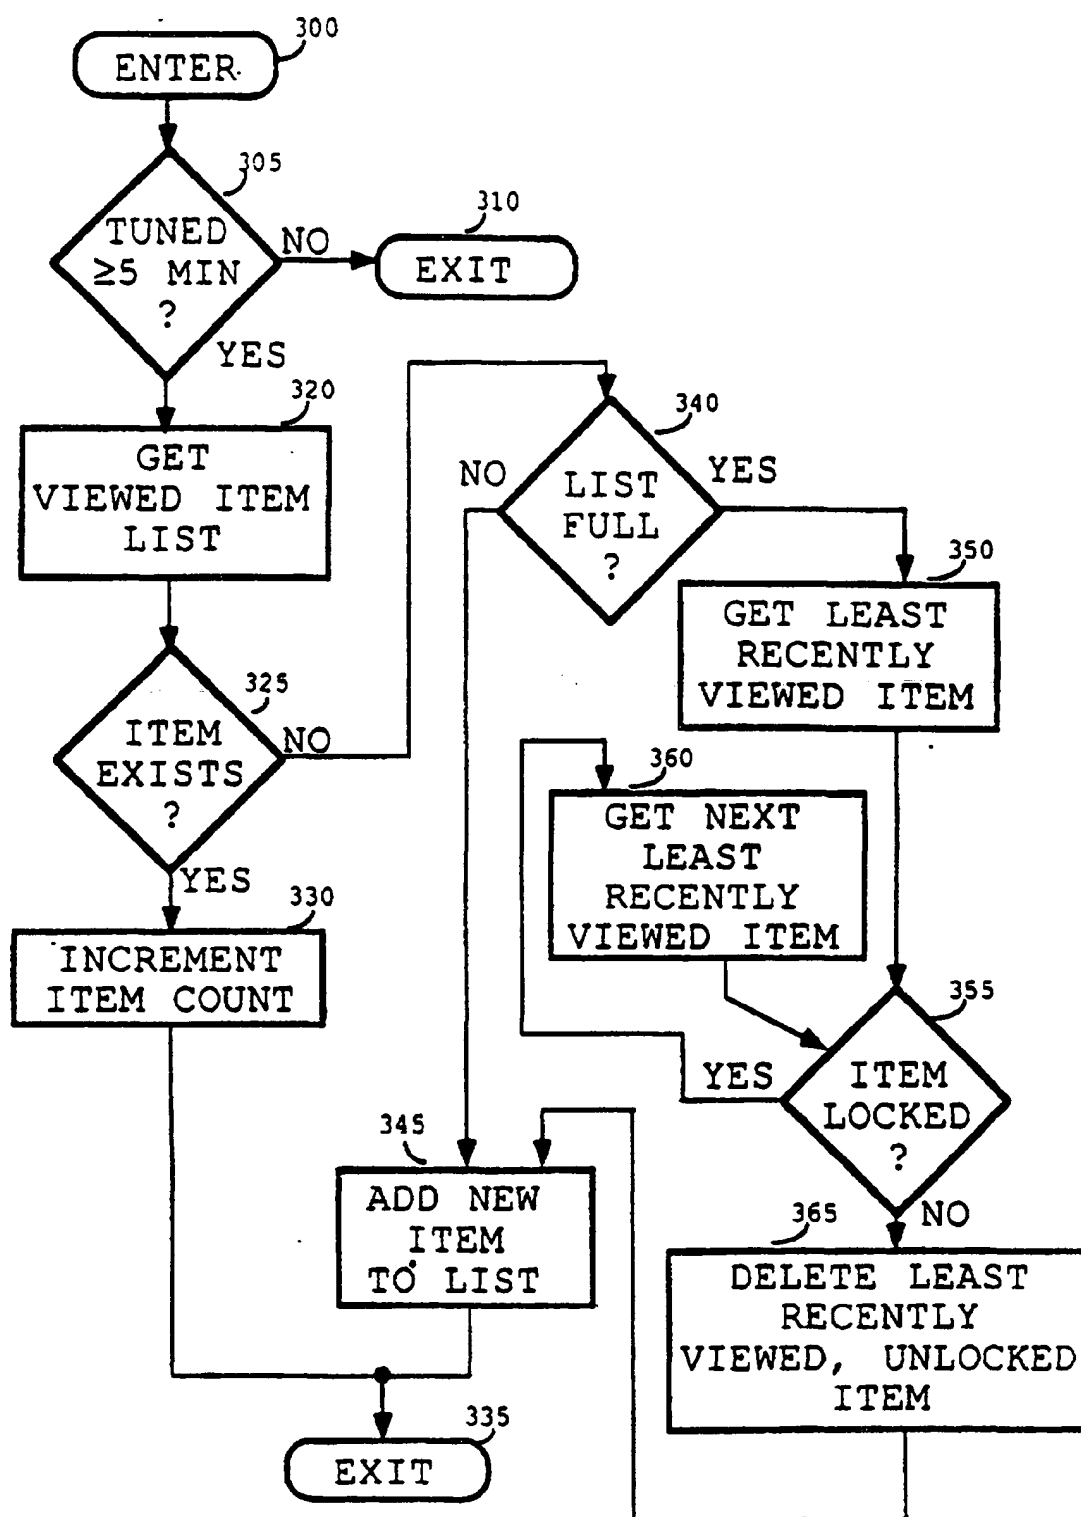 300
ENTER
305
TUNED
≥5 MIN
?
NO
310
EXIT
YES
320
GET
VIEWED ITEM
LIST
325
ITEM
EXISTS
?
NO
YES
330
INCREMENT
ITEM COUNT
340
LIST
FULL
?
NO
YES
350
GET LEAST
RECENTLY
VIEWED ITEM
360
GET NEXT
LEAST
RECENTLY
VIEWED ITEM
355
ITEM
LOCKED
?
YES
NO
345
ADD NEW
ITEM
TO LIST
365
DELETE LEAST
RECENTLY
VIEWED, UNLOCKED
ITEM
335
EXIT